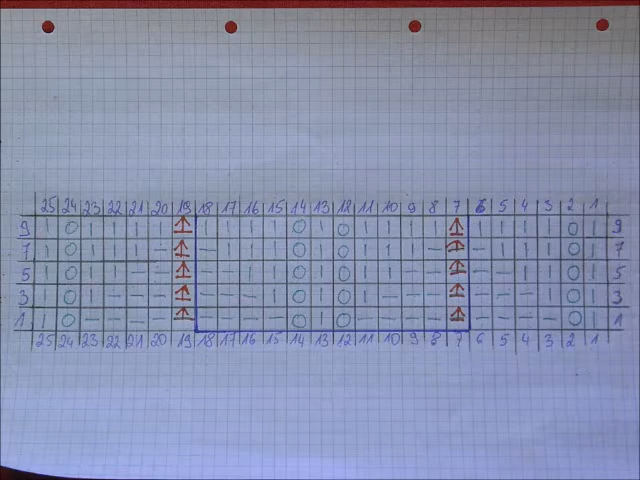 25 24 23 22 21 20 19 18 17 16 15 14 13 12 11 10 9 8 7 6 5 4 3 2 1
9 I O I I I I ↑ I I I I O I O I I I I ↑ I I I I O I 9
7 I O I I I – ↑ – I I I O I O I I I – ↑ – I I I O I 7
5 I O I I – – ↑ – – I I O I O I I – – ↑ – – I I O I 5
3 I O I – – – ↑ – – – I O I O I – – – ↑ – – – I O I 3
1 I O – – – – ↑ – – – – O I O – – – – ↑ – – – – O I 1
25 24 23 22 21 20 19 18 17 16 15 14 13 12 11 10 9 8 7 6 5 4 3 2 1